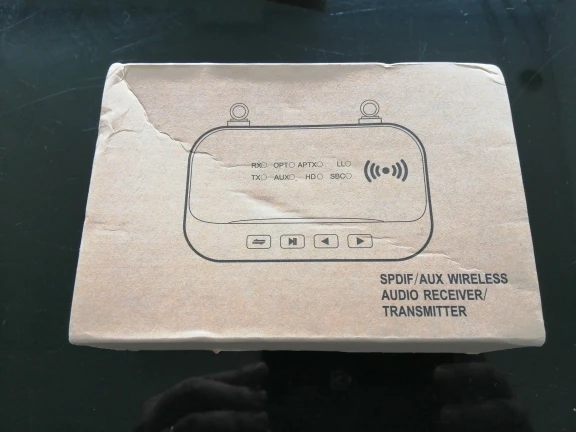 RX OPT APTX LL
TX AUX HD SBC
SPDIF/AUX WIRELESS
AUDIO RECEIVER/
TRANSMITTER